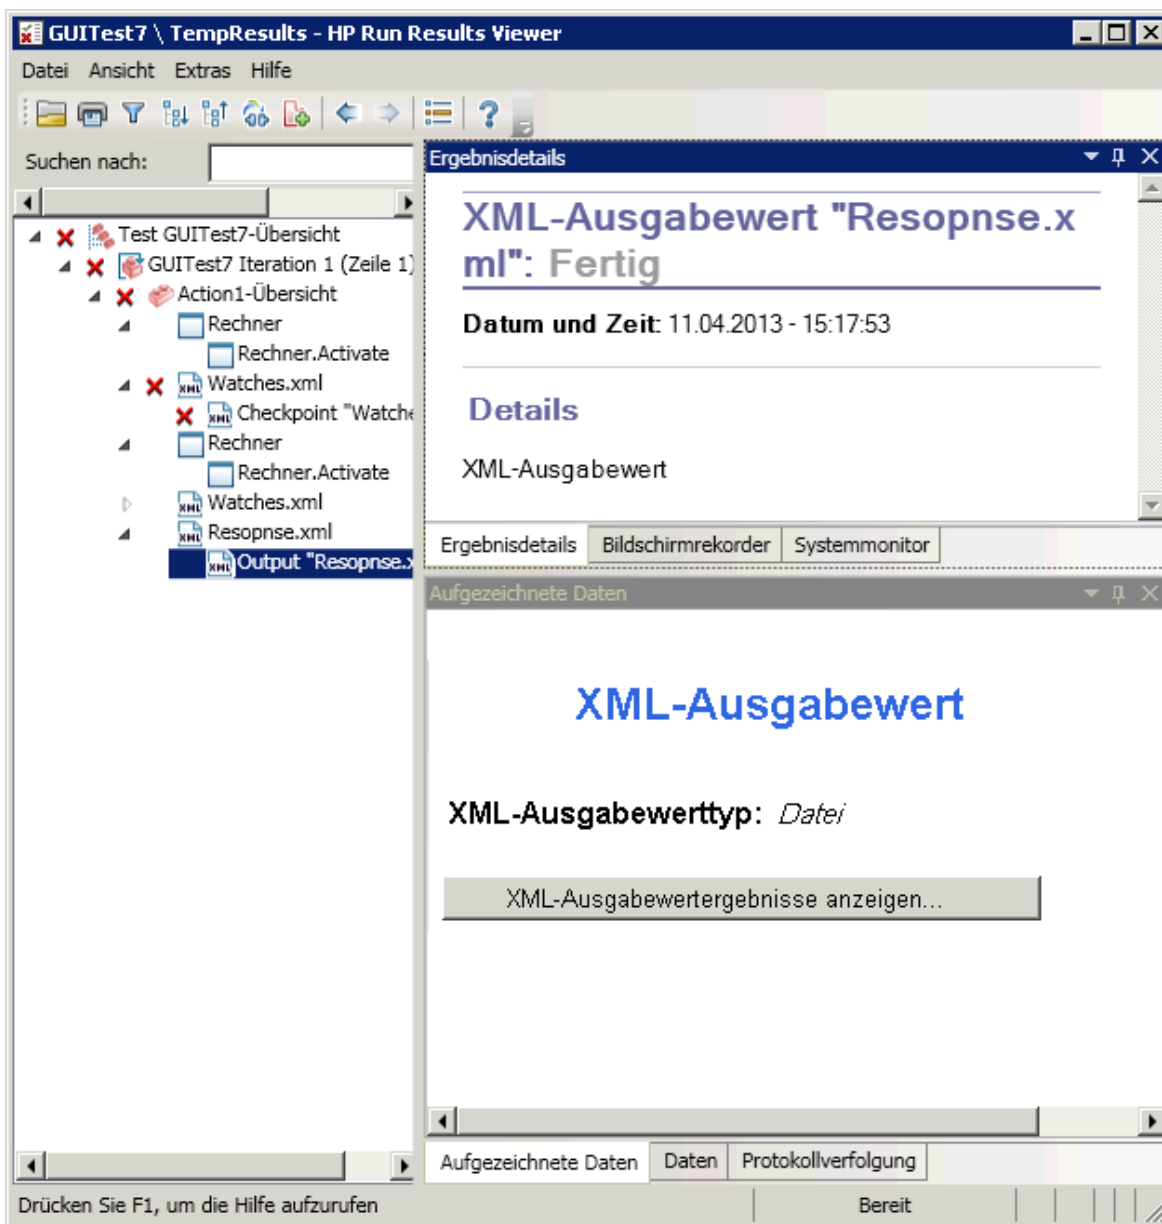 GUITest7 \ TempResults - HP Run Results Viewer
Datei Ansicht Extras Hilfe
Suchen nach:
Test GUITest7-Übersicht
GUITest7 Iteration 1 (Zeile 1)
Action1-Übersicht
Rechner
Rechner.Activate
Watches.xml
Checkpoint "Watche
Rechner
Rechner.Activate
Watches.xml
Resopnse.xml
Output "Resopnse.x
Ergebnisdetails
XML-Ausgabewert "Resopnse.x
ml": Fertig
Datum und Zeit: 11.04.2013 - 15:17:53
Details
XML-Ausgabewert
Ergebnisdetails Bildschirmrekorder Systemmonitor
Aufgezeichnete Daten
XML-Ausgabewert
XML-Ausgabewerttyp: Datei
XML-Ausgabewertergebnisse anzeigen...
Aufgezeichnete Daten Daten Protokollverfolgung
Drücken Sie F1, um die Hilfe aufzurufen Bereit